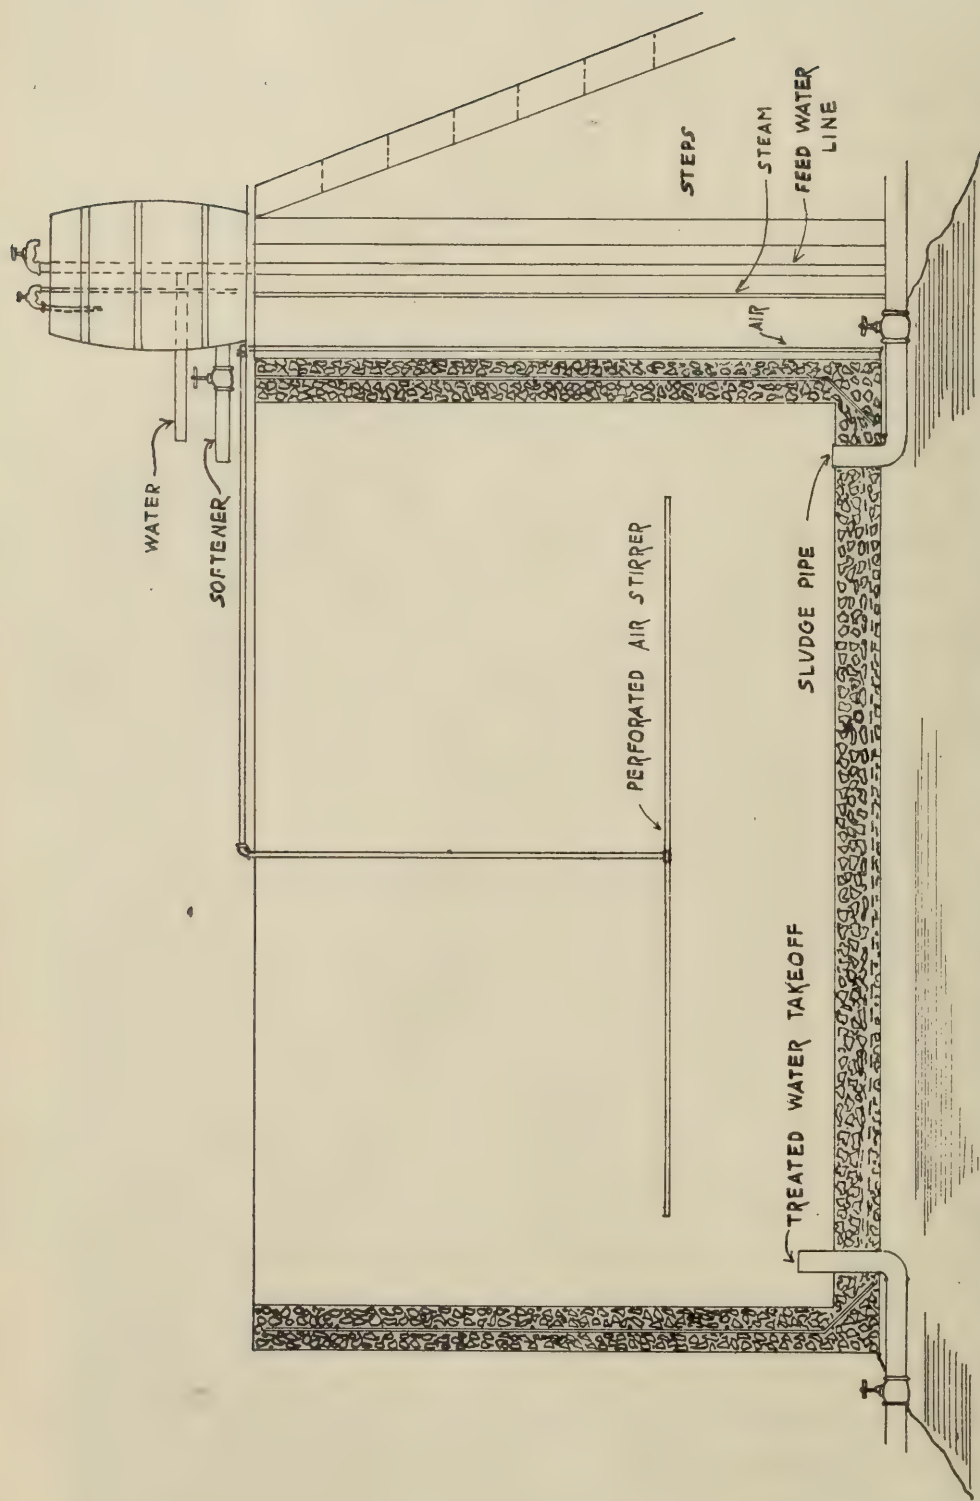 WATER
SOFTENER
STEPS
STEAM
FEED WATER
LINE
AIR
PERFORATED AIR STIRRER
SLUDGE PIPE
TREATED WATER TAKEOFF